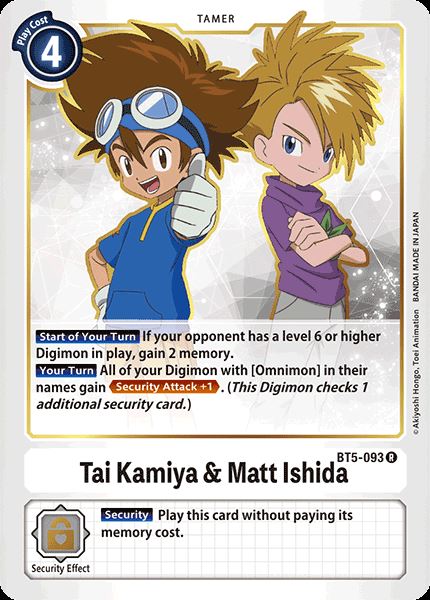 TAMER
Play Cost
4
Start of Your Turn If your opponent has a level 6 or higher
Digimon in play, gain 2 memory.
Your Turn All of your Digimon with [Omnimon] in their
names gain Security Attack +1. (This Digimon checks 1
additional security card.)
© Akiyoshi Hongo, Toei Animation BANDAI MADE IN JAPAN
BT5-093 R
Tai Kamiya & Matt Ishida
Security Play this card without paying its
memory cost.
Security Effect